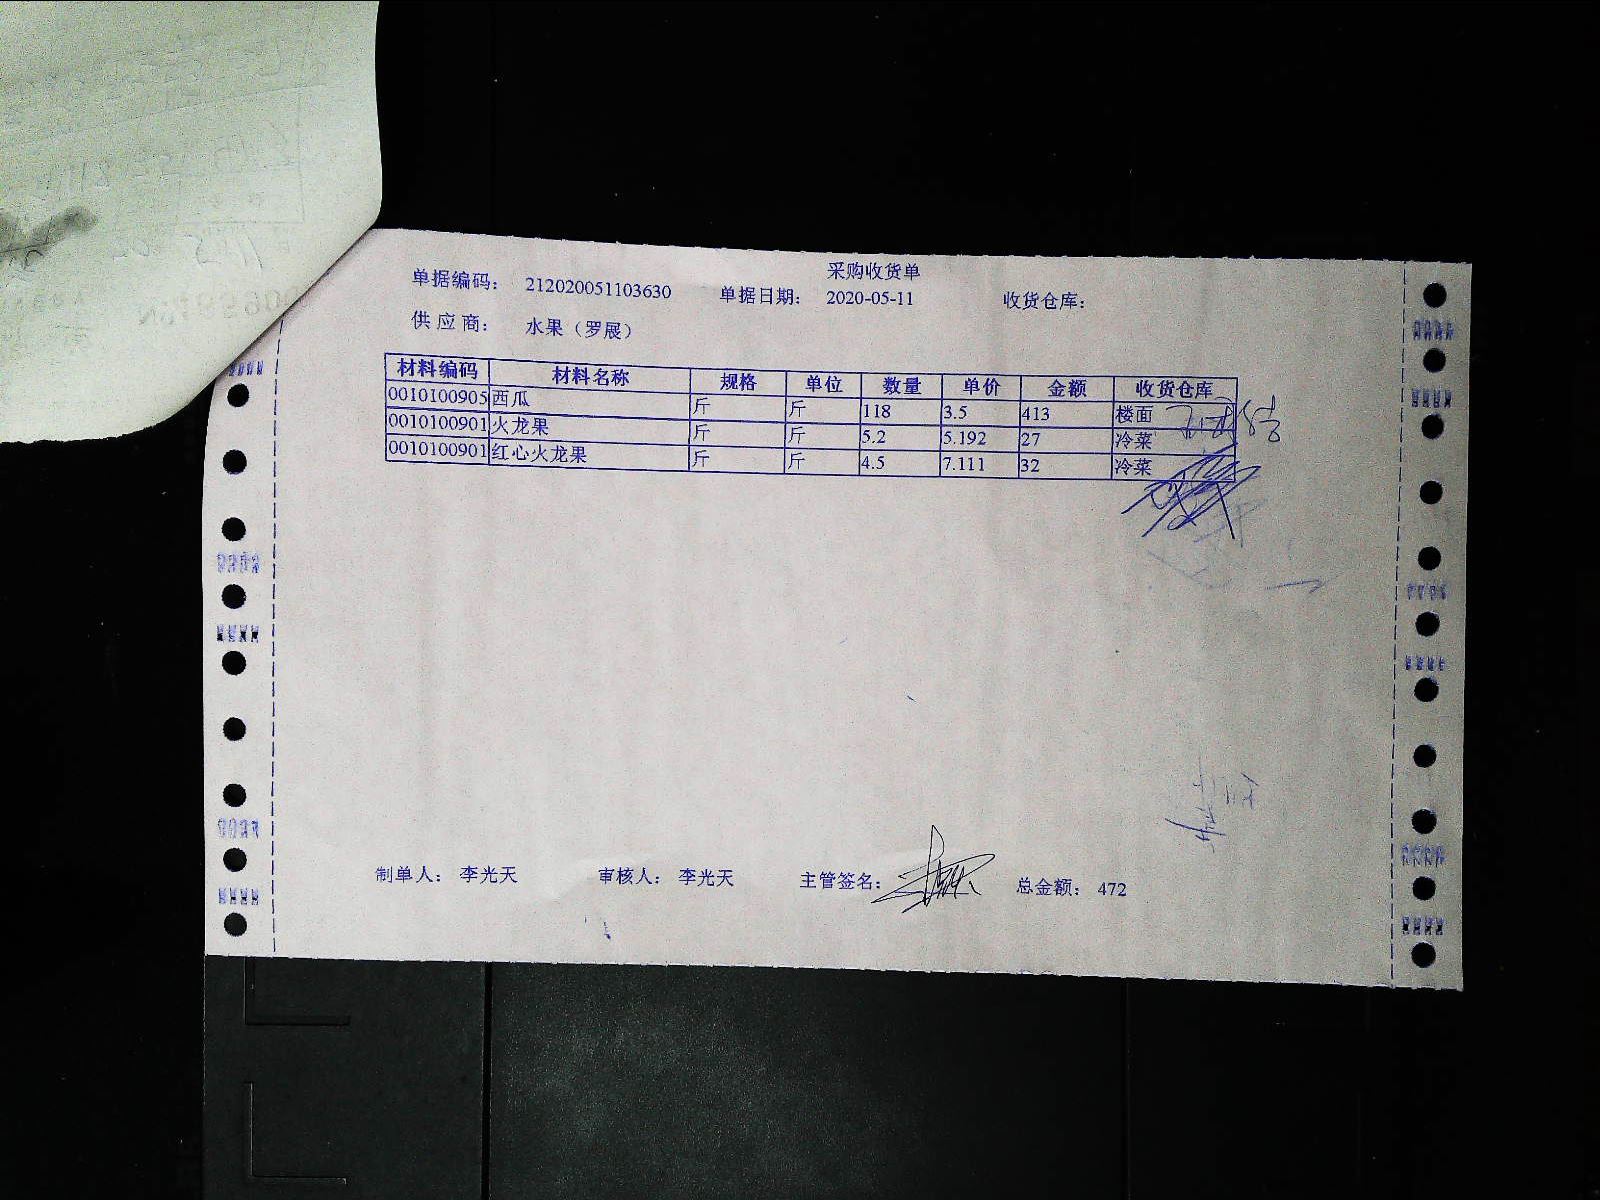 采购收货单
单据编码： 212020051103630 单据日期： 2020-05-11 收货仓库：
供 应 商： 水果（罗展）
材料编码 材料名称 规格 单位 数量 单价 金额 收货仓库
0010100905 西瓜 斤 斤 118 3.5 413 楼面
0010100901 火龙果 斤 斤 5.2 5.192 27 冷菜
0010100901 红心火龙果 斤 斤 4.5 7.111 32 冷菜
制单人： 李光天 审核人： 李光天 主管签名： 总金额： 472